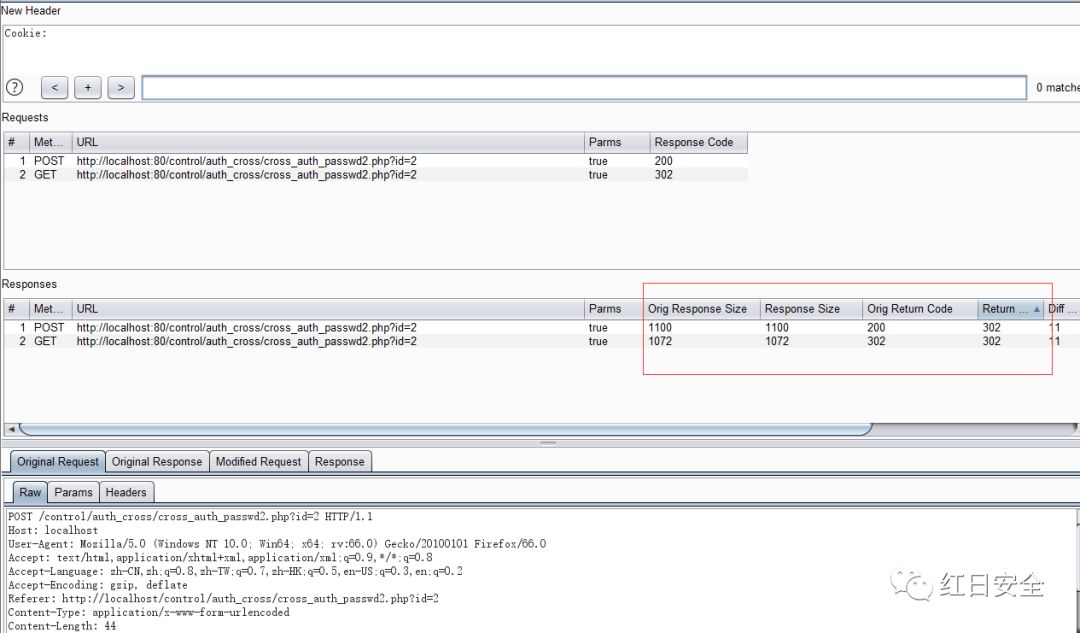 New Header
Cookie:
? < + > 0 matche
Requests
# Met... URL Parms Response Code
1 POST http://localhost:80/control/auth_cross/cross_auth_passwd2.php?id=2 true 200
2 GET http://localhost:80/control/auth_cross/cross_auth_passwd2.php?id=2 true 302
Responses
# Met... URL Parms Orig Response Size Response Size Orig Return Code Return ... Diff ...
1 POST http://localhost:80/control/auth_cross/cross_auth_passwd2.php?id=2 true 1100 1100 200 302 11
2 GET http://localhost:80/control/auth_cross/cross_auth_passwd2.php?id=2 true 1072 1072 302 302 11
Original Request Original Response Modified Request Response
Raw Params Headers
POST /control/auth_cross/cross_auth_passwd2.php?id=2 HTTP/1.1
Host: localhost
User-Agent: Mozilla/5.0 (Windows NT 10.0; Win64; x64; rv:66.0) Gecko/20100101 Firefox/66.0
Accept: text/html,application/xhtml+xml,application/xml;q=0.9,*/*;q=0.8
Accept-Language: zh-CN,zh;q=0.8,zh-TW;q=0.7,zh-HK;q=0.5,en-US;q=0.3,en;q=0.2
Accept-Encoding: gzip, deflate
Referer: http://localhost/control/auth_cross/cross_auth_passwd2.php?id=2
Content-Type: application/x-www-form-urlencoded
Content-Length: 44
红日安全